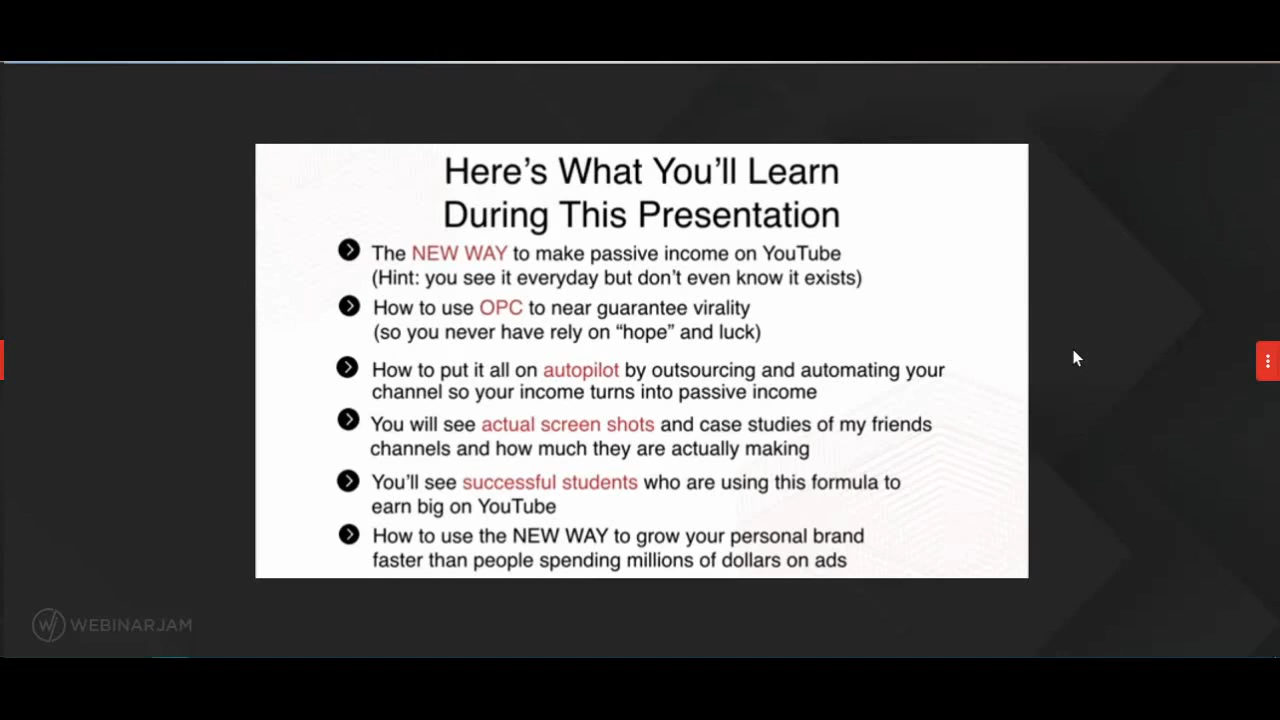 Here's What You'll Learn
During This Presentation
The NEW WAY to make passive income on YouTube
(Hint: you see it everyday but don't even know it exists)
How to use OPC to near guarantee virality
(so you never have rely on “hope” and luck)
How to put it all on autopilot by outsourcing and automating your
channel so your income turns into passive income
You will see actual screen shots and case studies of my friends
channels and how much they are actually making
You'll see successful students who are using this formula to
earn big on YouTube
How to use the NEW WAY to grow your personal brand
faster than people spending millions of dollars on ads
WEBINARJAM